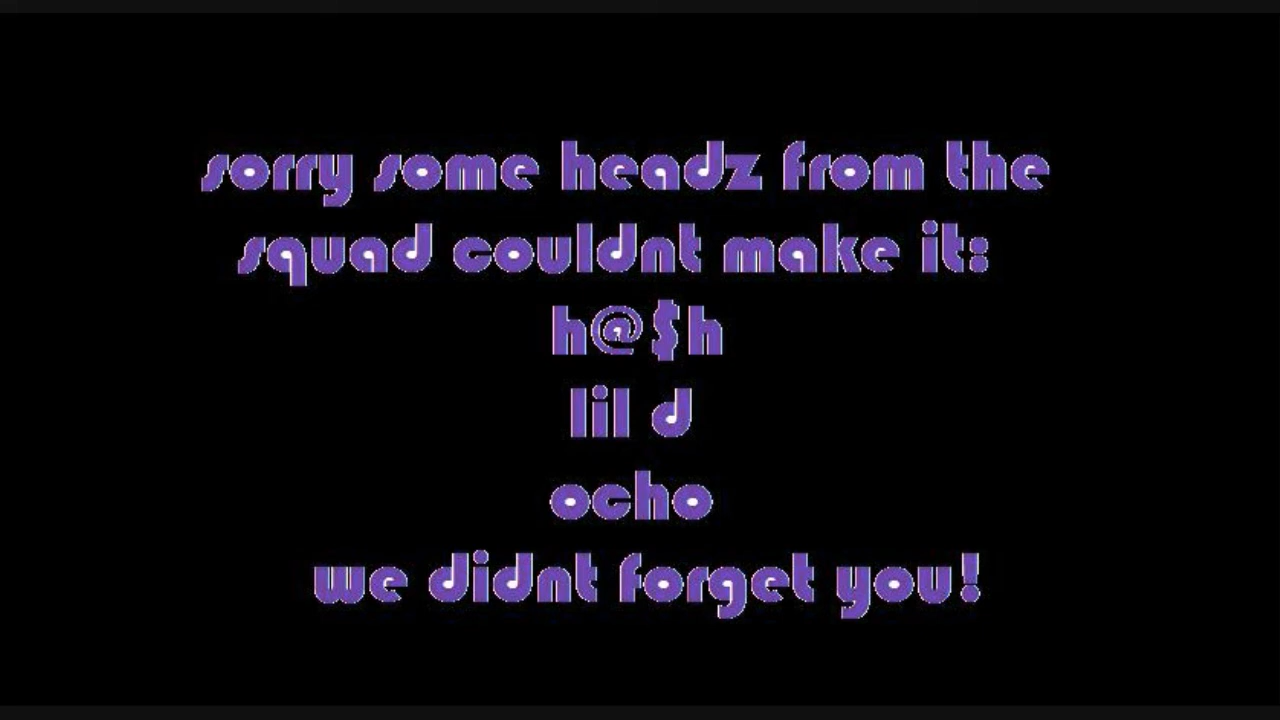 sorry some headz from the
squad couldnt make it:
h@$h
lil d
ocho
we didnt forget you!